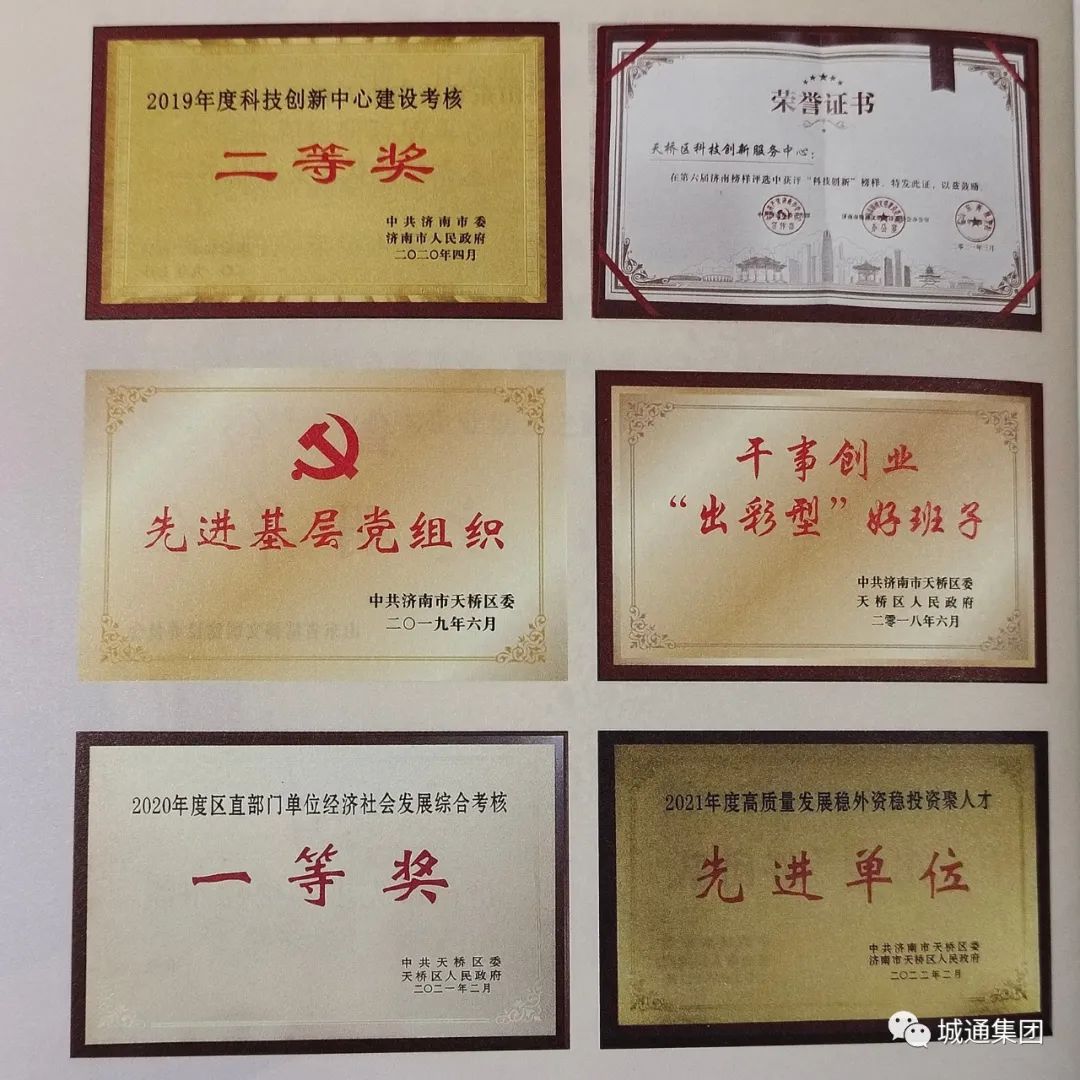 2019年度科技创新中心建设考核
二等奖
中共济南市委
济南市人民政府
二〇二〇年四月
荣誉证书
天桥区科技创新服务中心：
在第六届济南榜样评选中获评“科技创新”榜样，特发此证，以兹鼓励。
二〇二一年三月
先进基层党组织
中共济南市天桥区委
二〇一九年六月
干事创业
“出彩型”好班子
中共济南市天桥区委
天桥区人民政府
二零一八年六月
2020年度区直部门单位经济社会发展综合考核
一等奖
中共天桥区委
天桥区人民政府
二〇二一年二月
2021年度高质量发展稳外资稳投资聚人才
先进单位
中共济南市天桥区委
济南市天桥区人民政府
二〇二二年二月
城通集团